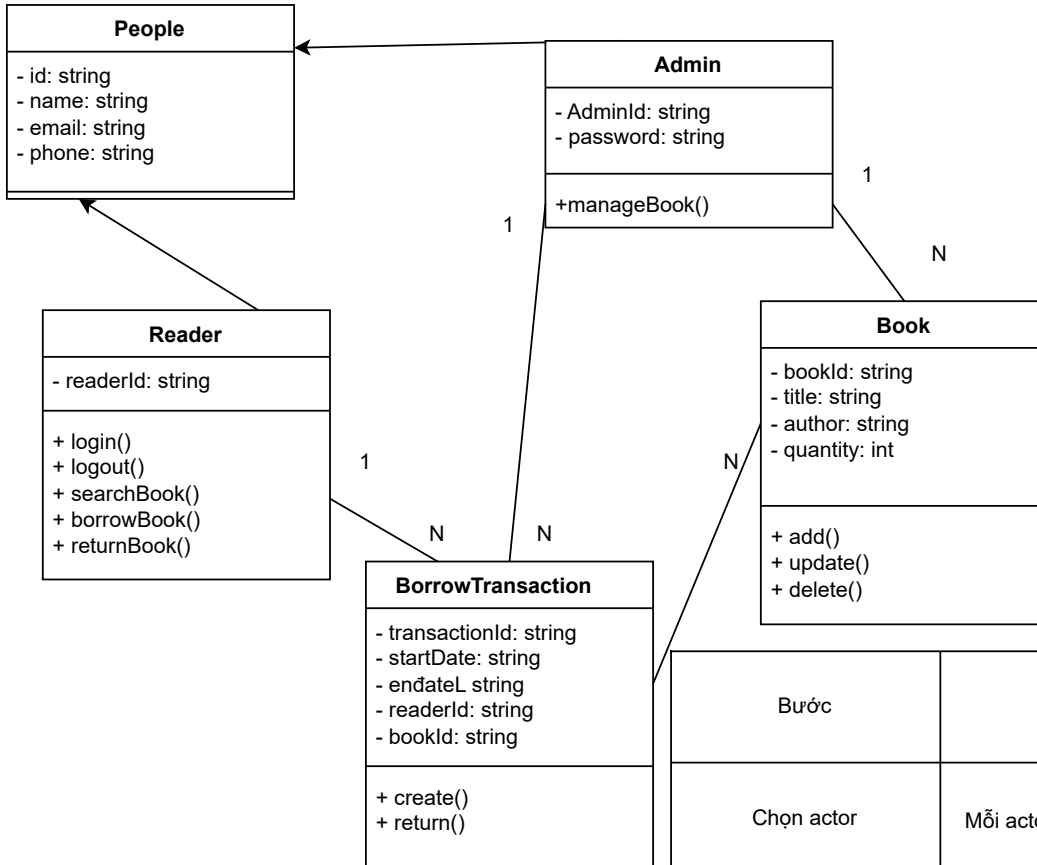 People
- id: string
- name: string
- email: string
- phone: string
Admin
- AdminId: string
- password: string
+manageBook()
1
N
1
N
Reader
- readerId: string
+ login()
+ logout()
+ searchBook()
+ borrowBook()
+ returnBook()
1
N
Book
- bookId: string
- title: string
- author: string
- quantity: int
+ add()
+ update()
+ delete()
N
BorrowTransaction
- transactionId: string
- startDate: string
- enđateL string
- readerId: string
- bookId: string
+ create()
+ return()
Bước
Chọn actor
Mỗi